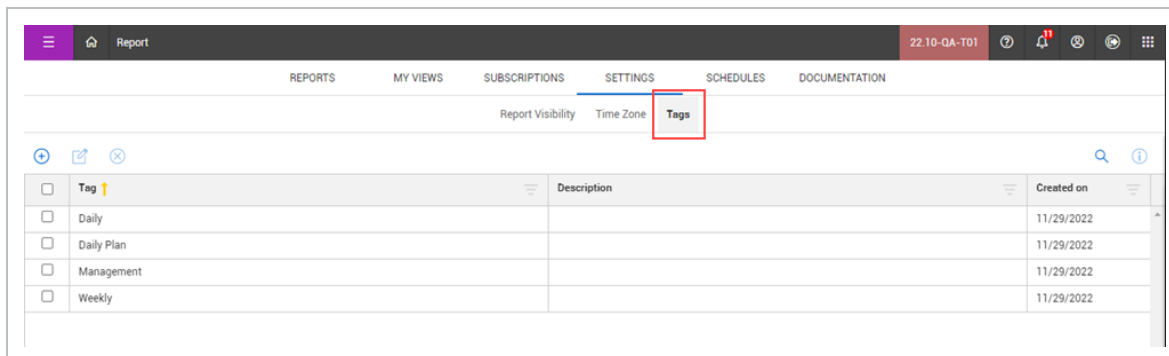 11
Report 22.10-QA-T01
REPORTS MY VIEWS SUBSCRIPTIONS SETTINGS SCHEDULES DOCUMENTATION
Report Visibility Time Zone Tags
Tag Description Created on
Daily 11/29/2022
Daily Plan 11/29/2022
Management 11/29/2022
Weekly 11/29/2022